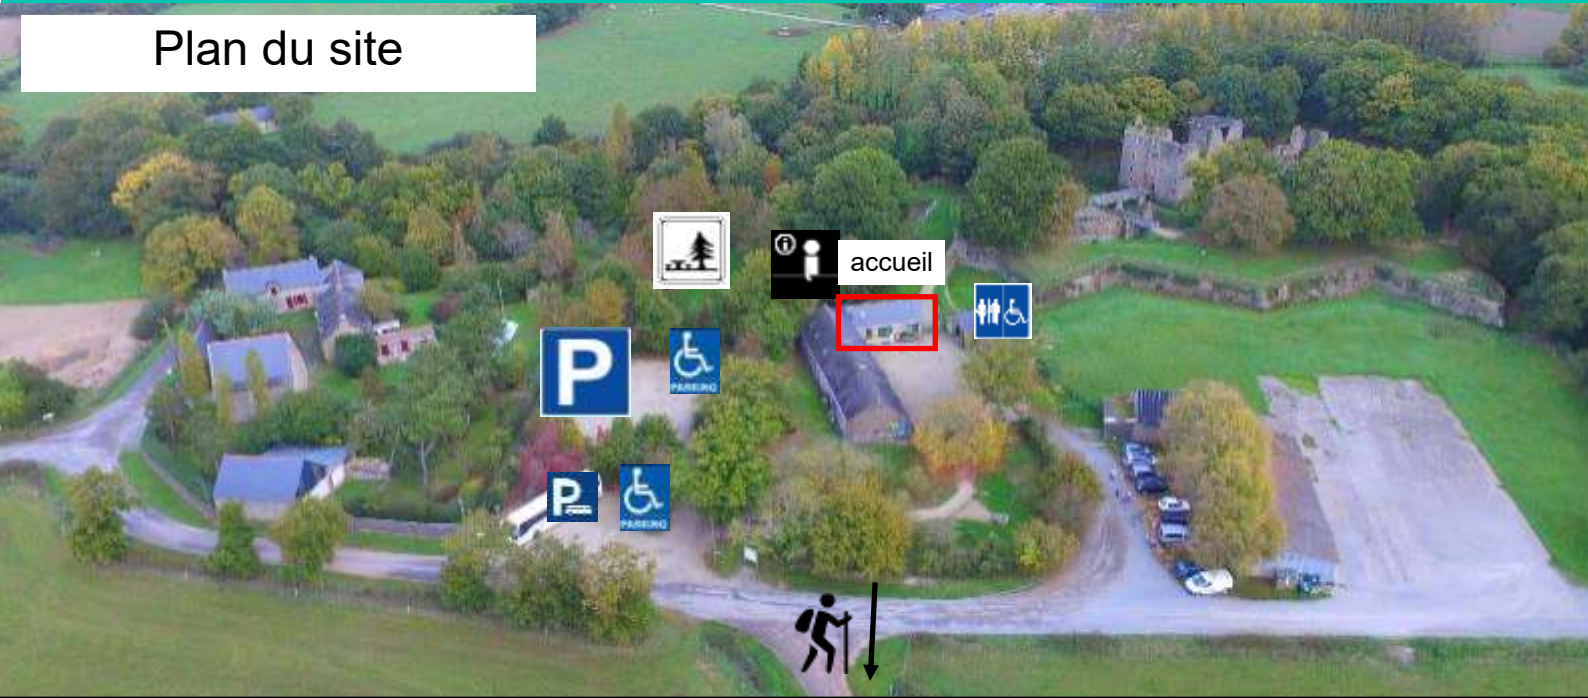 Plan du site
i
i
accueil
P
PARKING
P
PARKING